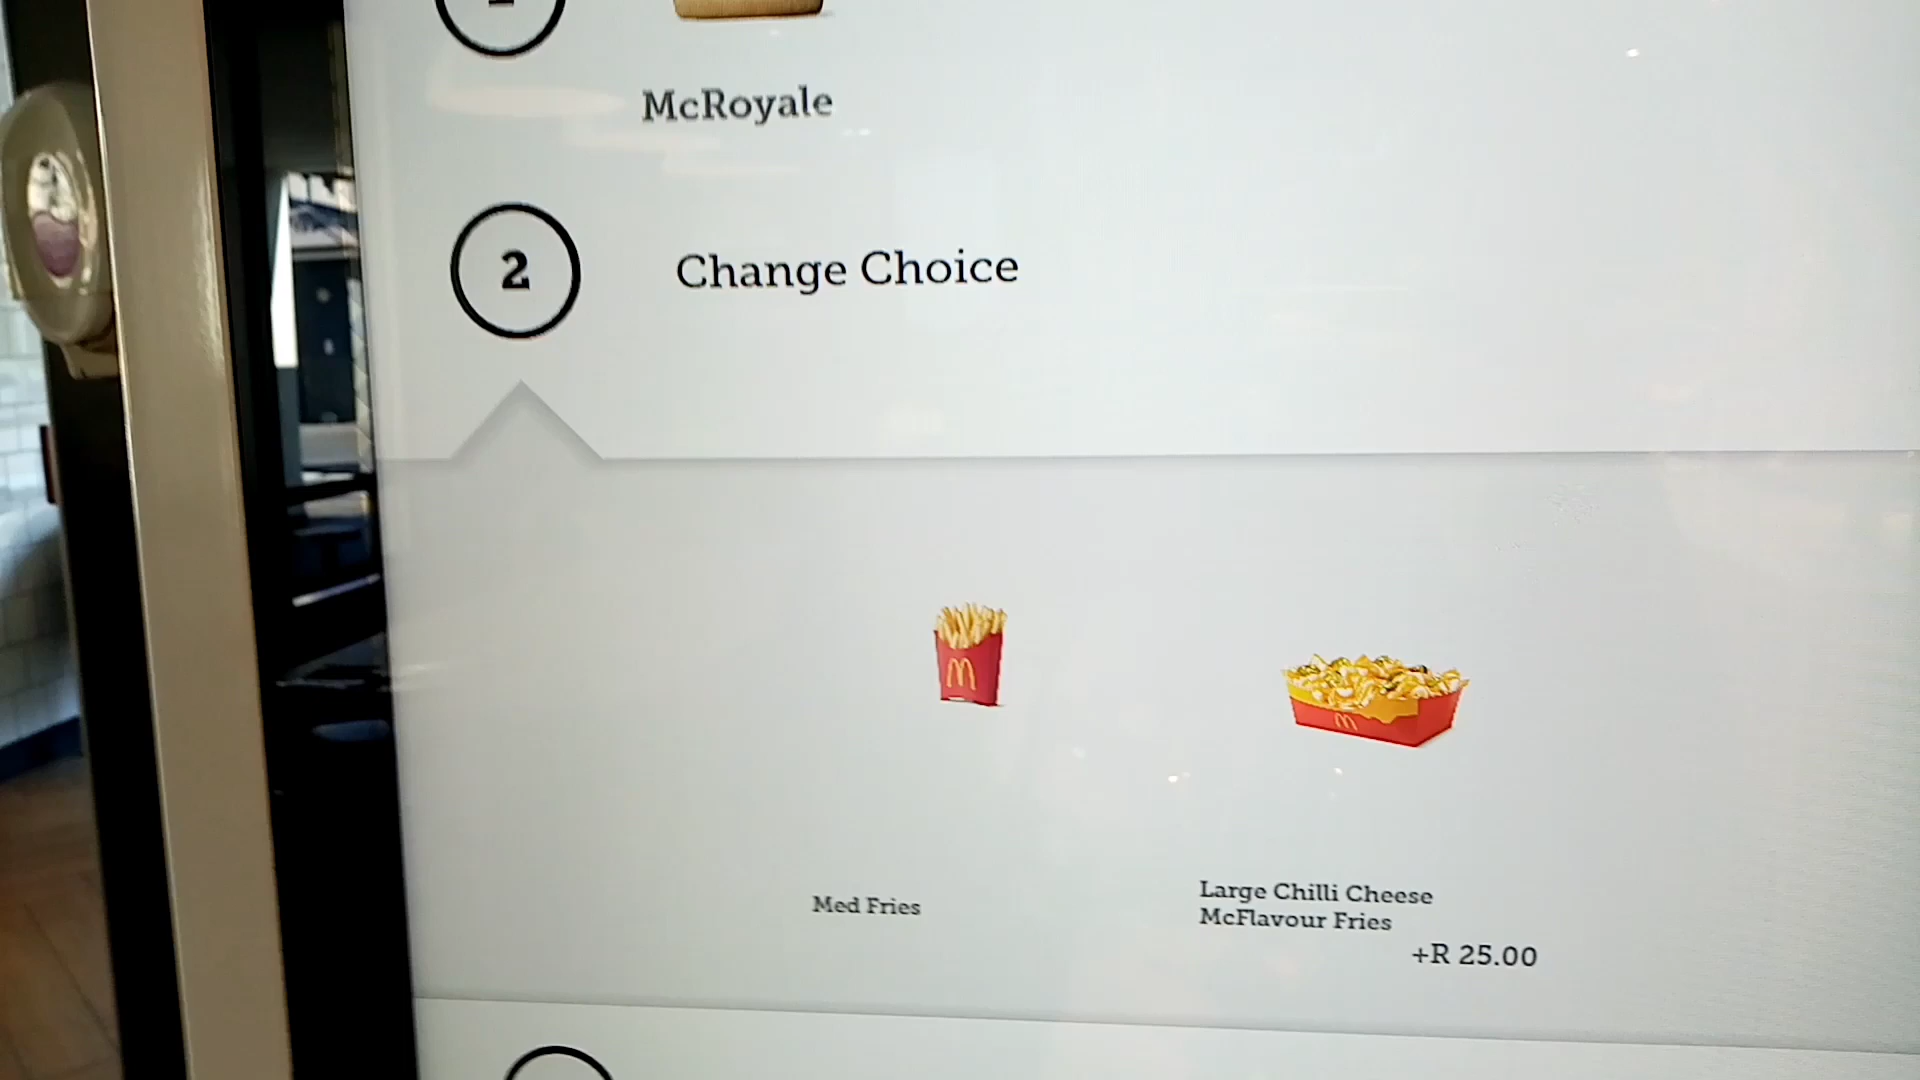 McRoyale
2
Change Choice
Med Fries
Large Chilli Cheese
McFlavour Fries
+R 25.00